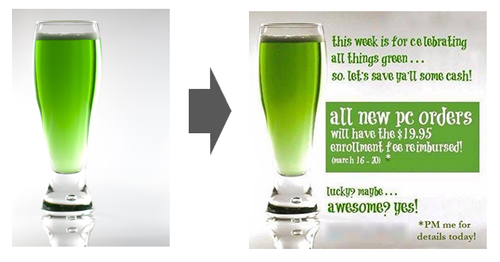 this week is for celebrating
all things green . . .
so, let's save ya'll some cash!
all new pc orders
will have the $19.95
enrollment fee reimbursed!
(march 16 - 20) *
lucky? maybe . . .
awesome? yes!
*PM me for
details today!